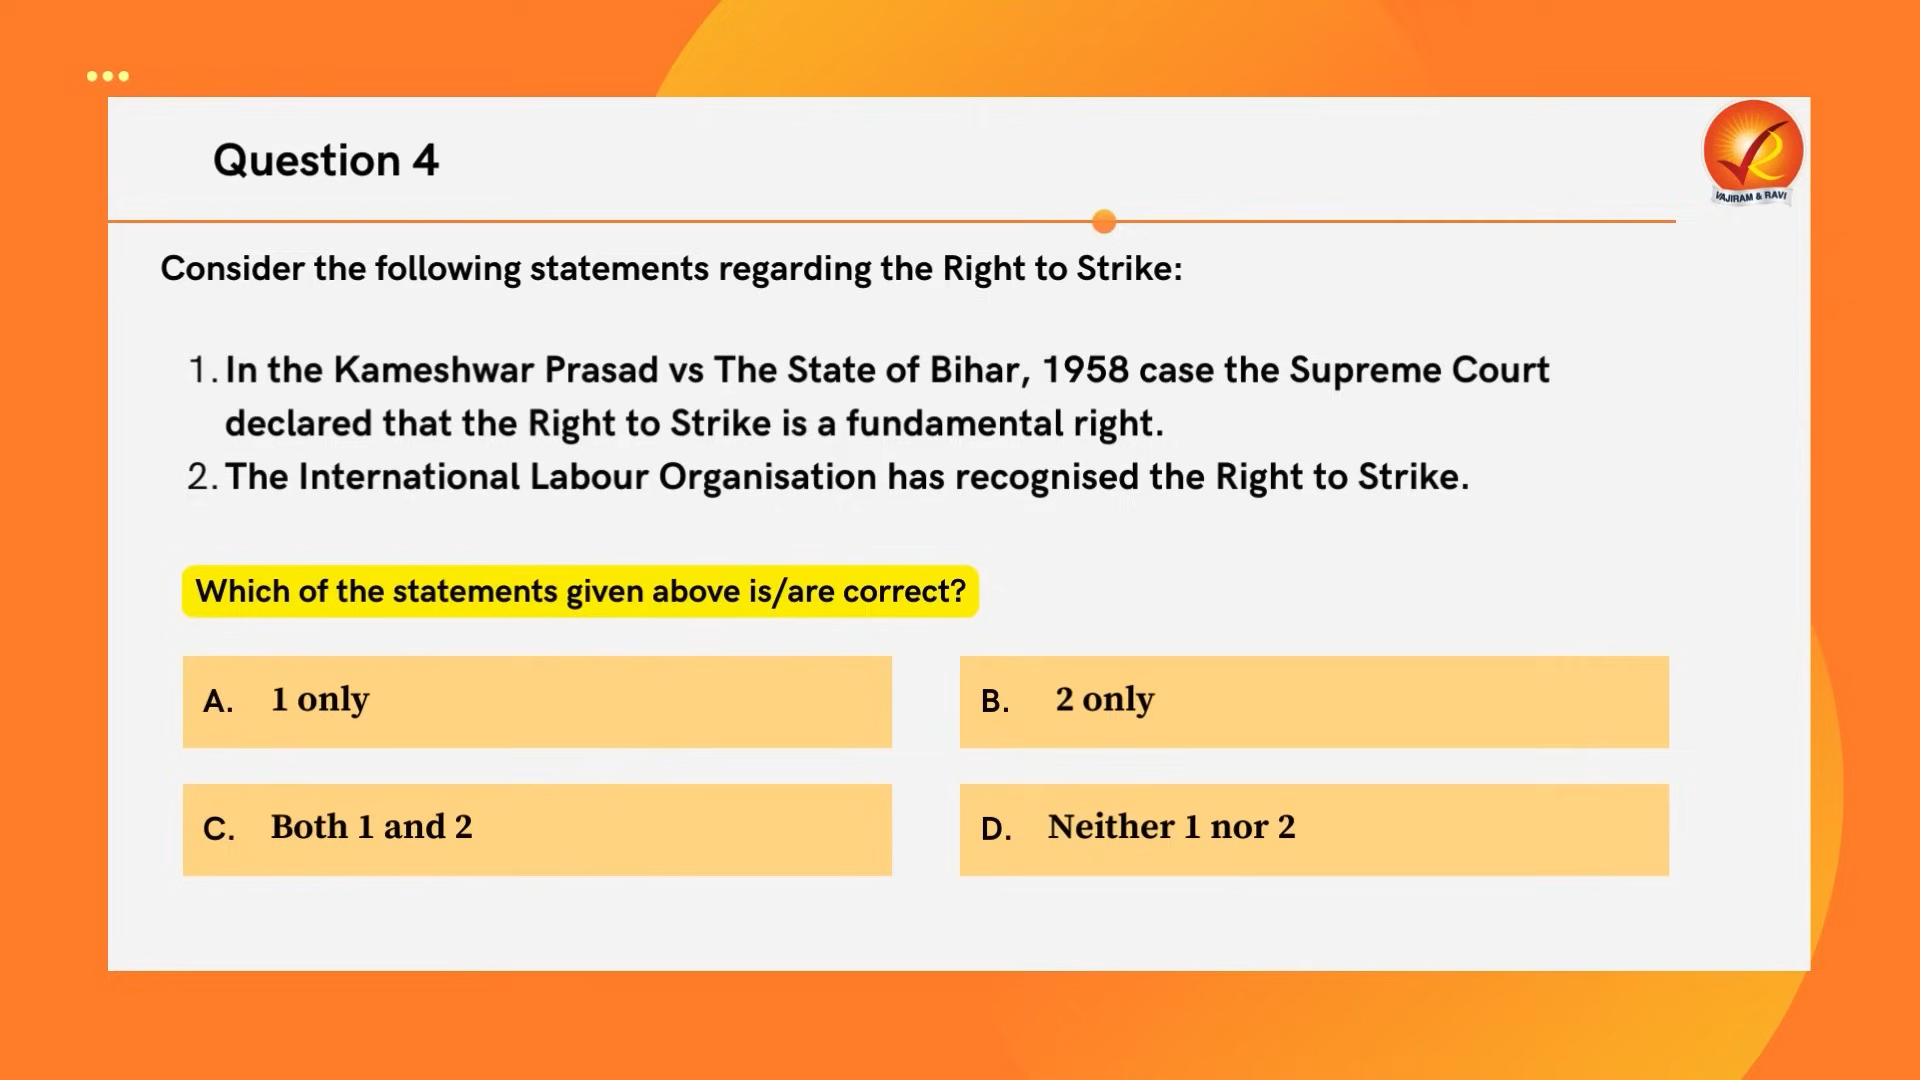 Question 4
VAJIRAM & RAVI
Consider the following statements regarding the Right to Strike:
1. In the Kameshwar Prasad vs The State of Bihar, 1958 case the Supreme Court
declared that the Right to Strike is a fundamental right.
2. The International Labour Organisation has recognised the Right to Strike.
Which of the statements given above is/are correct?
A. 1 only
B. 2 only
C. Both 1 and 2
D. Neither 1 nor 2